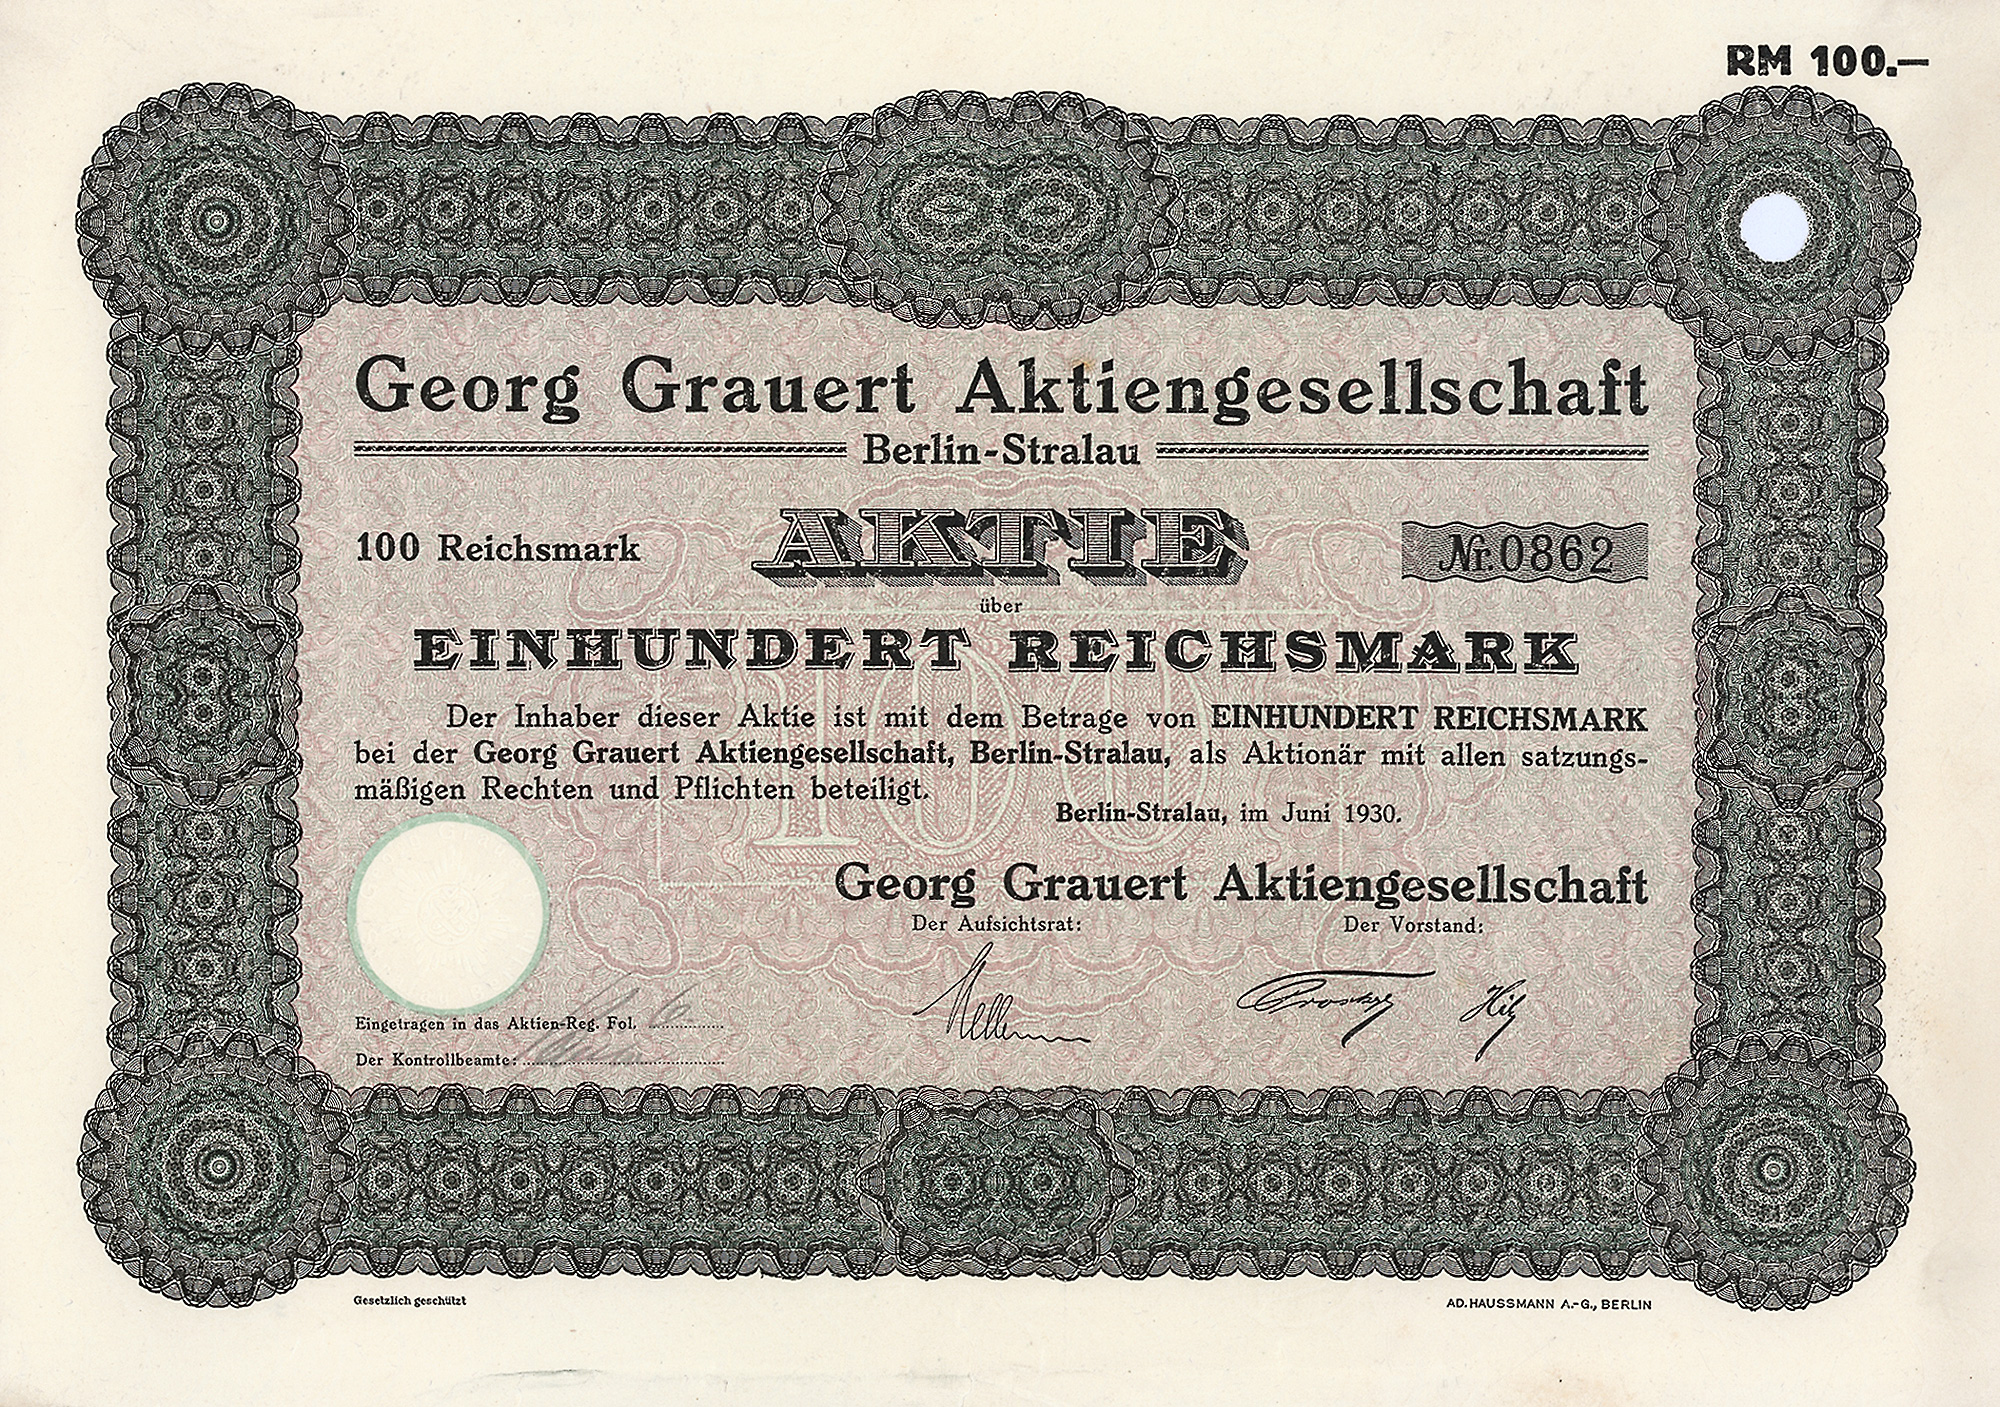 RM 100.—
Georg Grauert Aktiengesellschaft
Berlin-Stralau
100 Reichsmark AKTIE Nr. 0862
über
EINHUNDERT REICHSMARK
Der Inhaber dieser Aktie ist mit dem Betrage von EINHUNDERT REICHSMARK
bei der Georg Grauert Aktiengesellschaft, Berlin-Stralau, als Aktionär mit allen satzungs-
mäßigen Rechten und Pflichten beteiligt.
Berlin-Stralau, im Juni 1930.
100
Georg Grauert Aktiengesellschaft
Der Aufsichtsrat: Der Vorstand:
Eingetragen in das Aktien-Reg. Fol. 6
Der Kontrollbeamte:
Gesetzlich geschützt
AD. HAUSSMANN A.-G., BERLIN